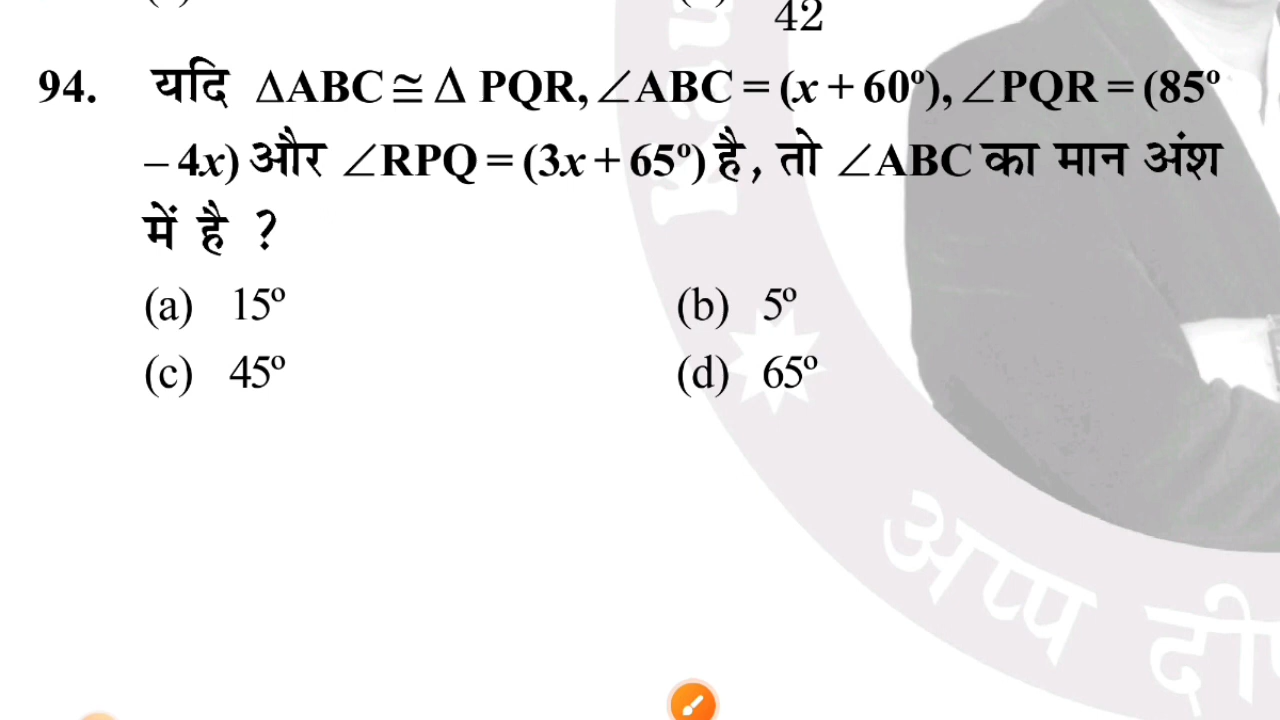 42
94. यदि ΔABC ≅ Δ PQR, ∠ABC = (x + 60º), ∠PQR = (85º
– 4x) और ∠RPQ = (3x + 65º) है, तो ∠ABC का मान अंश
में है ?
(a) 15º (b) 5º
(c) 45º (d) 65º
अप्प